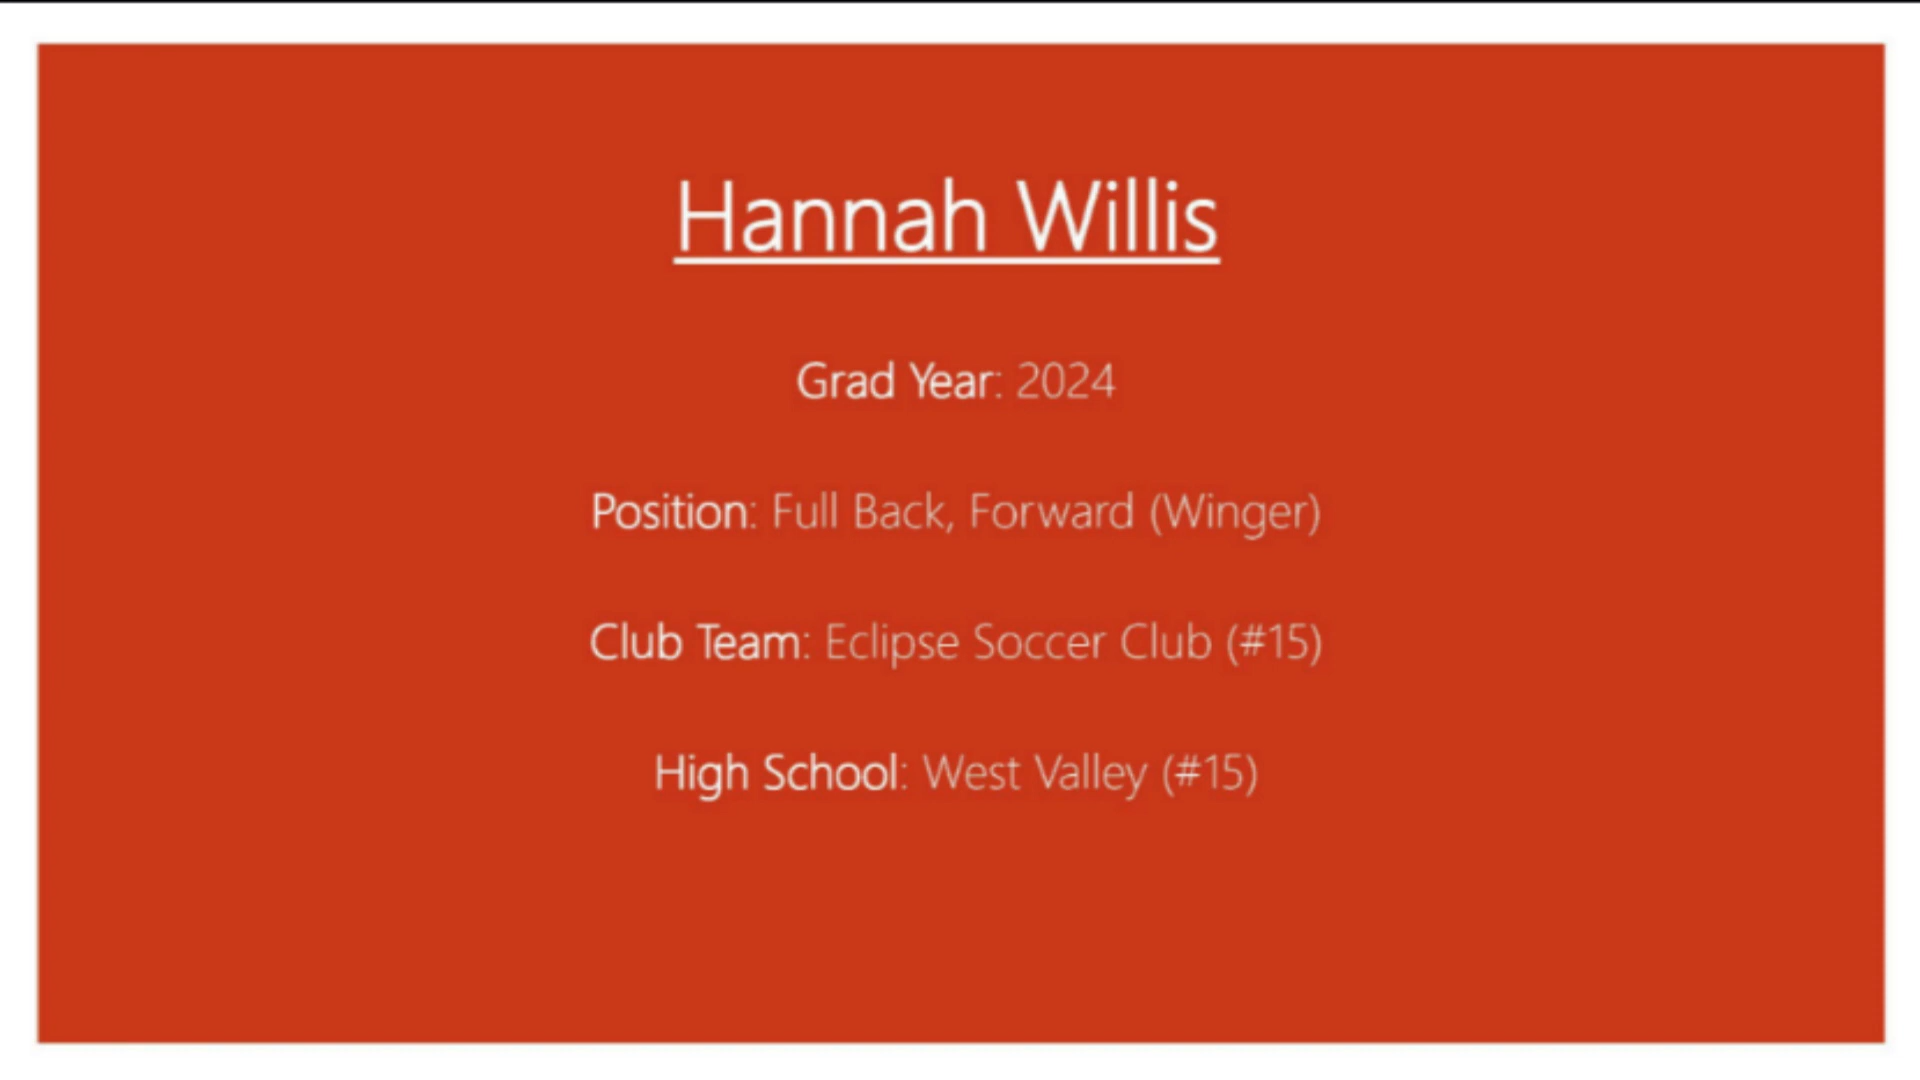 Hannah Willis
Grad Year: 2024
Position: Full Back, Forward (Winger)
Club Team: Eclipse Soccer Club (#15)
High School: West Valley (#15)